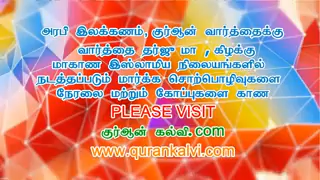 அரபீ இலக்கணம், குர்ஆன் வார்த்தைக்கு
வார்த்தை தர்ஜு மா , கிழக்கு
மாகாண இஸ்லாமிய நிலையங்களில்
நடத்தப்படும் மார்க்க சொற்பொழிவுகளை
நேரலை மற்றும் கோப்புகளை காண
PLEASE VISIT
குர்ஆன் கல்வி. com
www.qurankalvi.com